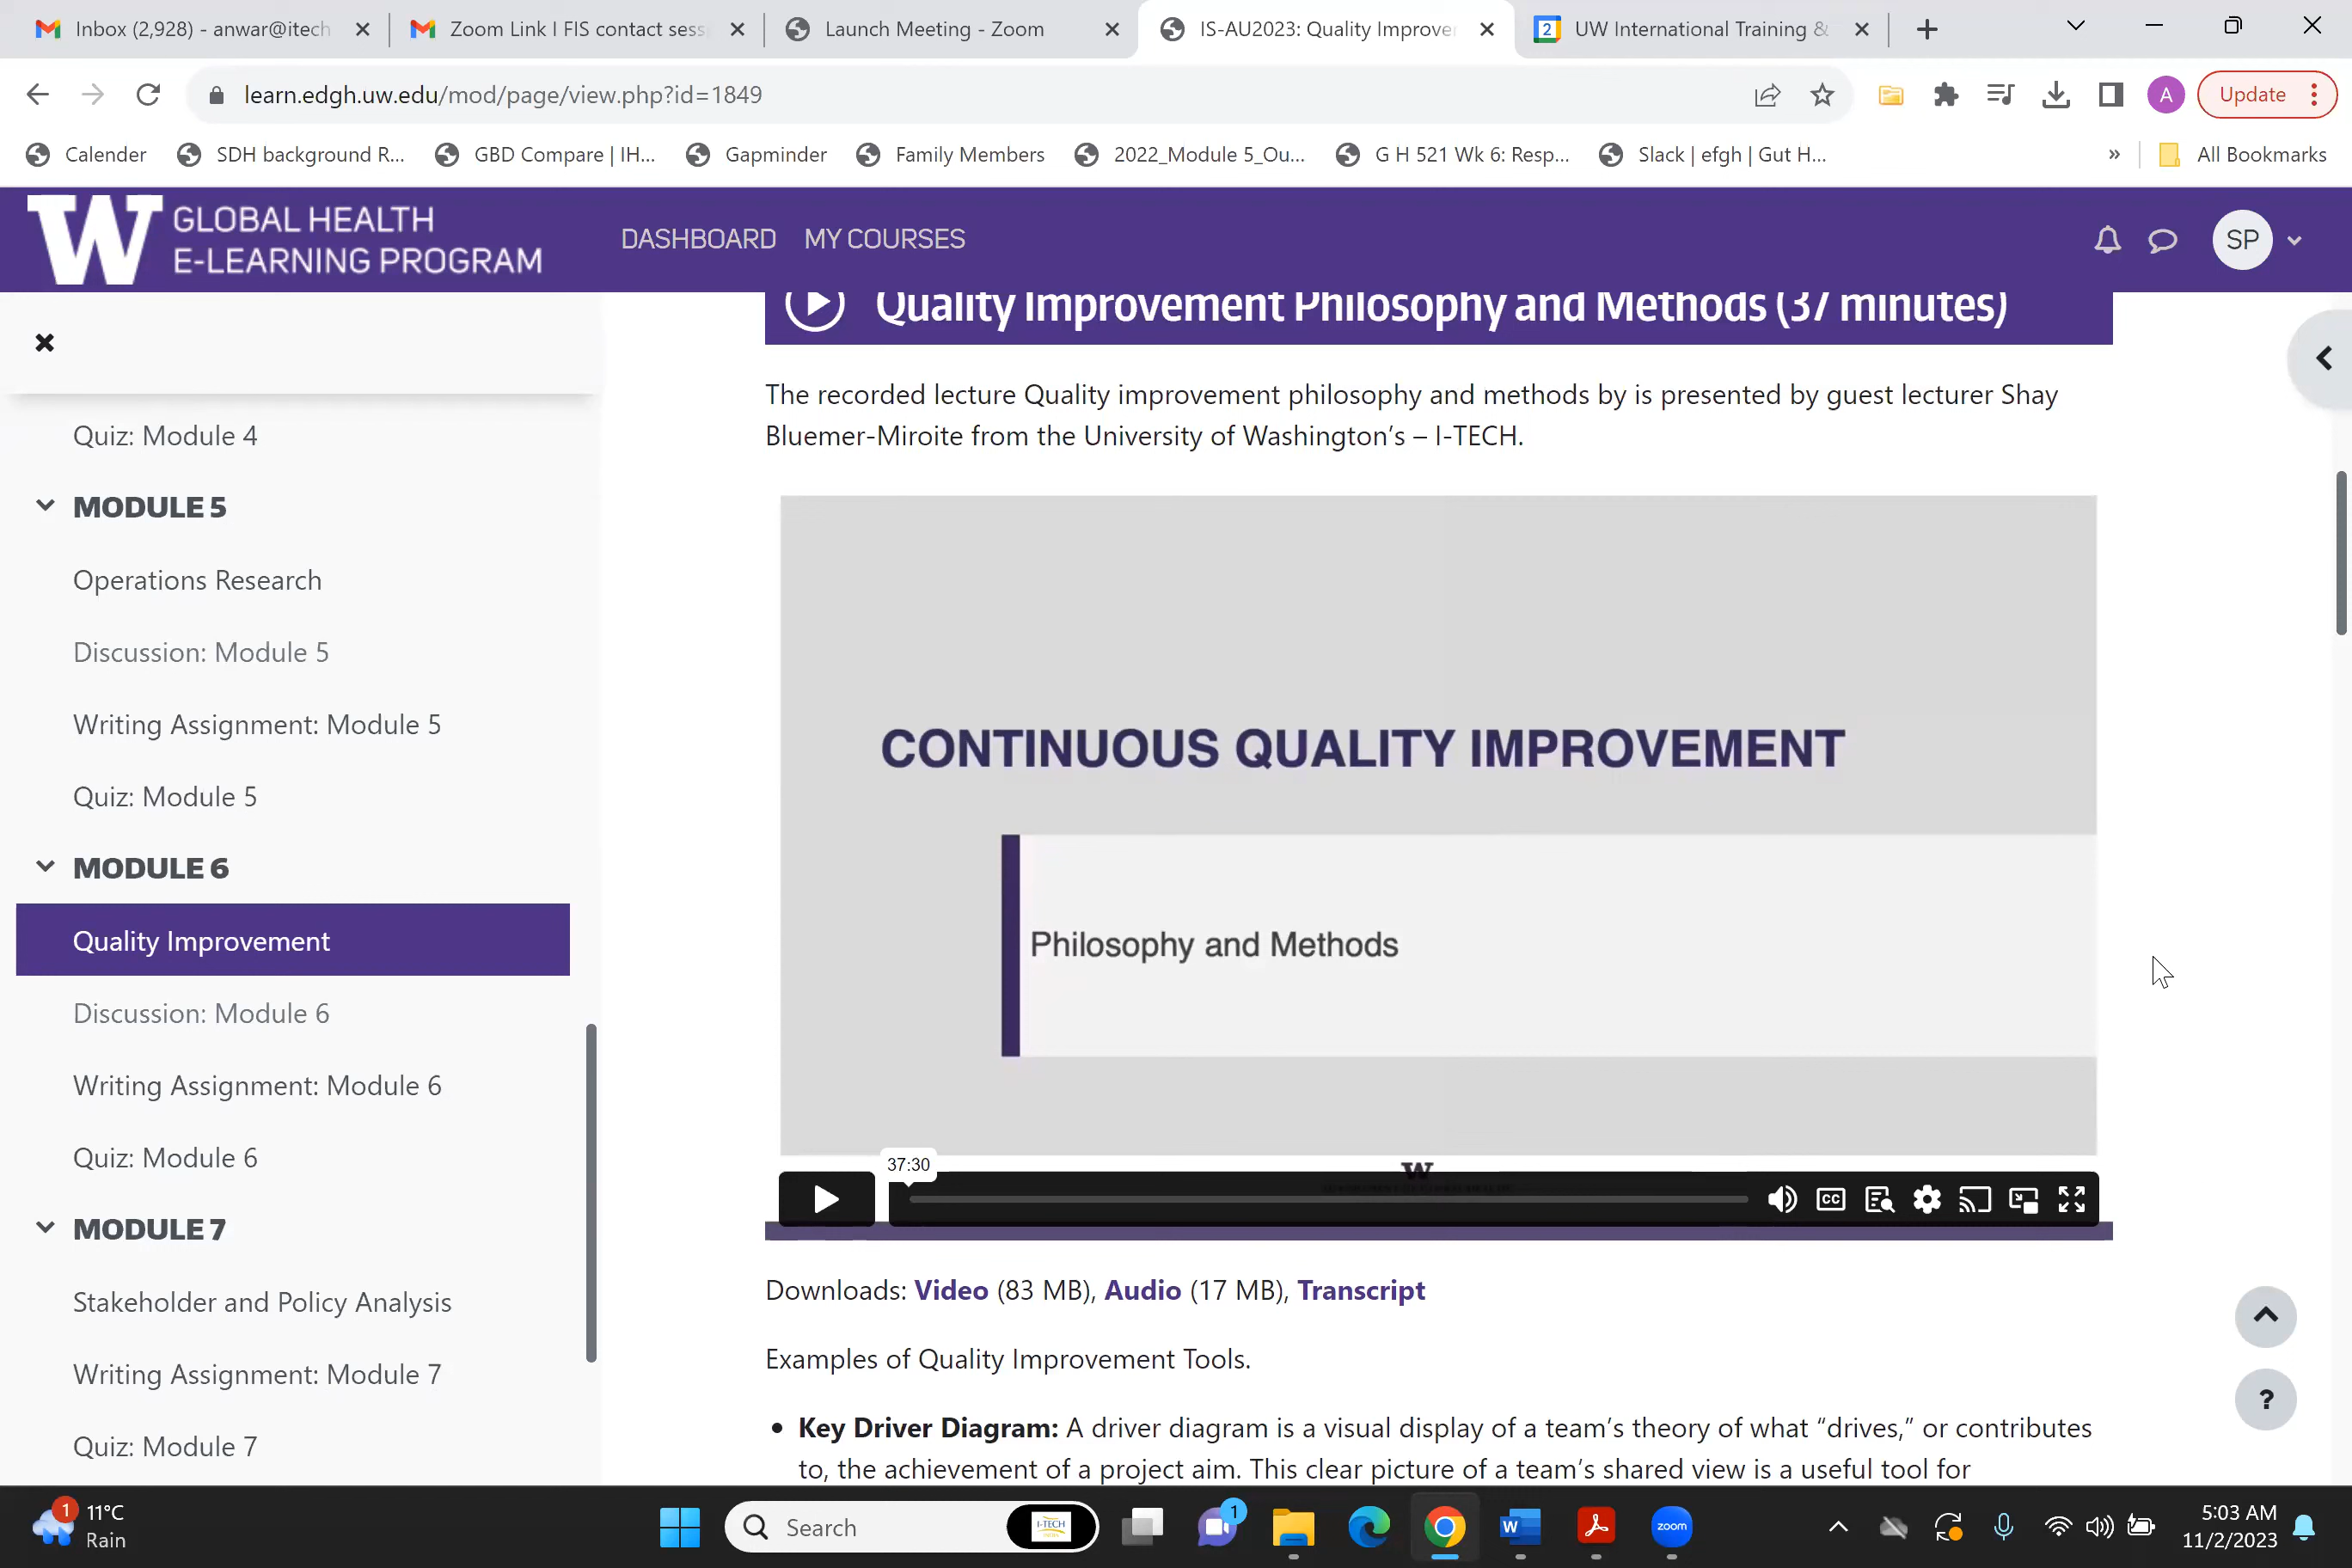 Inbox (2,928) - anwar@itech
Zoom Link I FIS contact sess
Launch Meeting - Zoom
IS-AU2023: Quality Improve
2
UW International Training &
learn.edgh.uw.edu/mod/page/view.php?id=1849
A
Update
Calender
SDH background R...
GBD Compare | IH...
Gapminder
Family Members
2022_Module 5_Ou...
G H 521 Wk 6: Resp...
Slack | efgh | Gut H...
»
All Bookmarks
W
GLOBAL HEALTH
E-LEARNING PROGRAM
DASHBOARD
MY COURSES
SP
Quiz: Module 4
MODULE 5
Operations Research
Discussion: Module 5
Writing Assignment: Module 5
Quiz: Module 5
MODULE 6
Quality Improvement
Discussion: Module 6
Writing Assignment: Module 6
Quiz: Module 6
MODULE 7
Stakeholder and Policy Analysis
Writing Assignment: Module 7
Quiz: Module 7
Quality Improvement Philosophy and Methods (37 minutes)
The recorded lecture Quality improvement philosophy and methods by is presented by guest lecturer Shay
Bluemer-Miroite from the University of Washington’s – I-TECH.
CONTINUOUS QUALITY IMPROVEMENT
Philosophy and Methods
W
37:30
CC
Downloads: Video (83 MB), Audio (17 MB), Transcript
Examples of Quality Improvement Tools.
• Key Driver Diagram: A driver diagram is a visual display of a team’s theory of what “drives,” or contributes
to, the achievement of a project aim. This clear picture of a team’s shared view is a useful tool for
?
1
11°C
Rain
Search
I-TECH
1
W
zoom
5:03 AM
11/2/2023